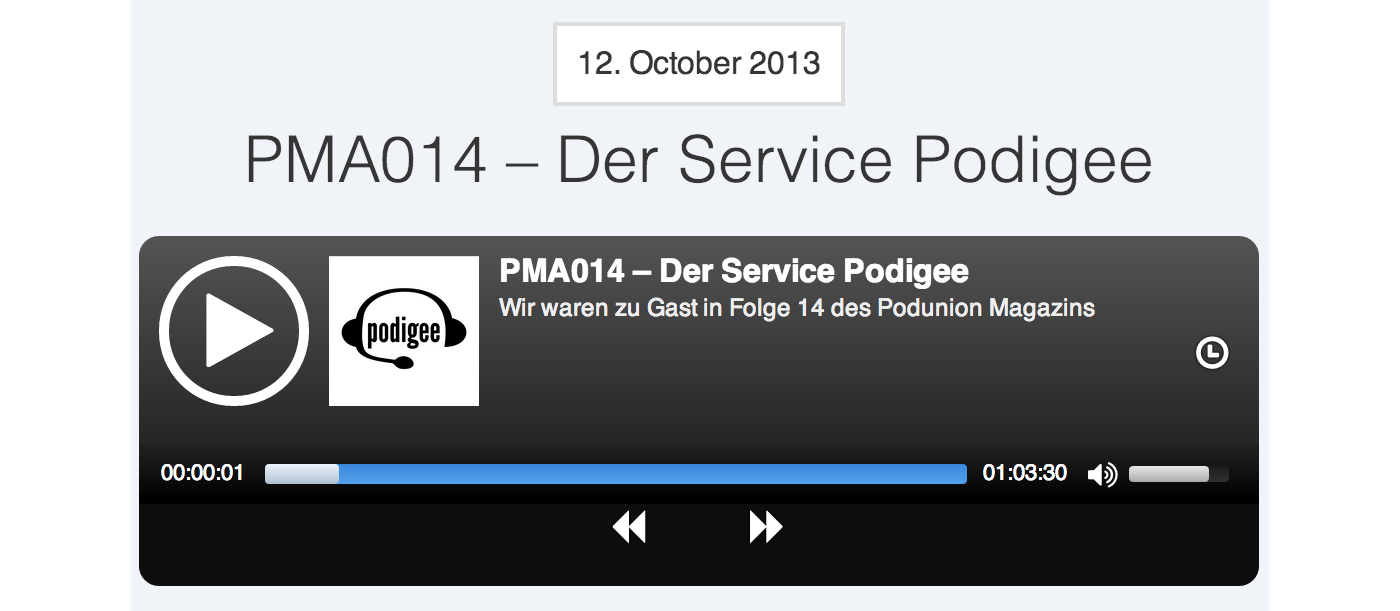 12. October 2013
PMA014 – Der Service Podigee
PMA014 – Der Service Podigee
Wir waren zu Gast in Folge 14 des Podunion Magazins
podigee
00:00:01
01:03:30